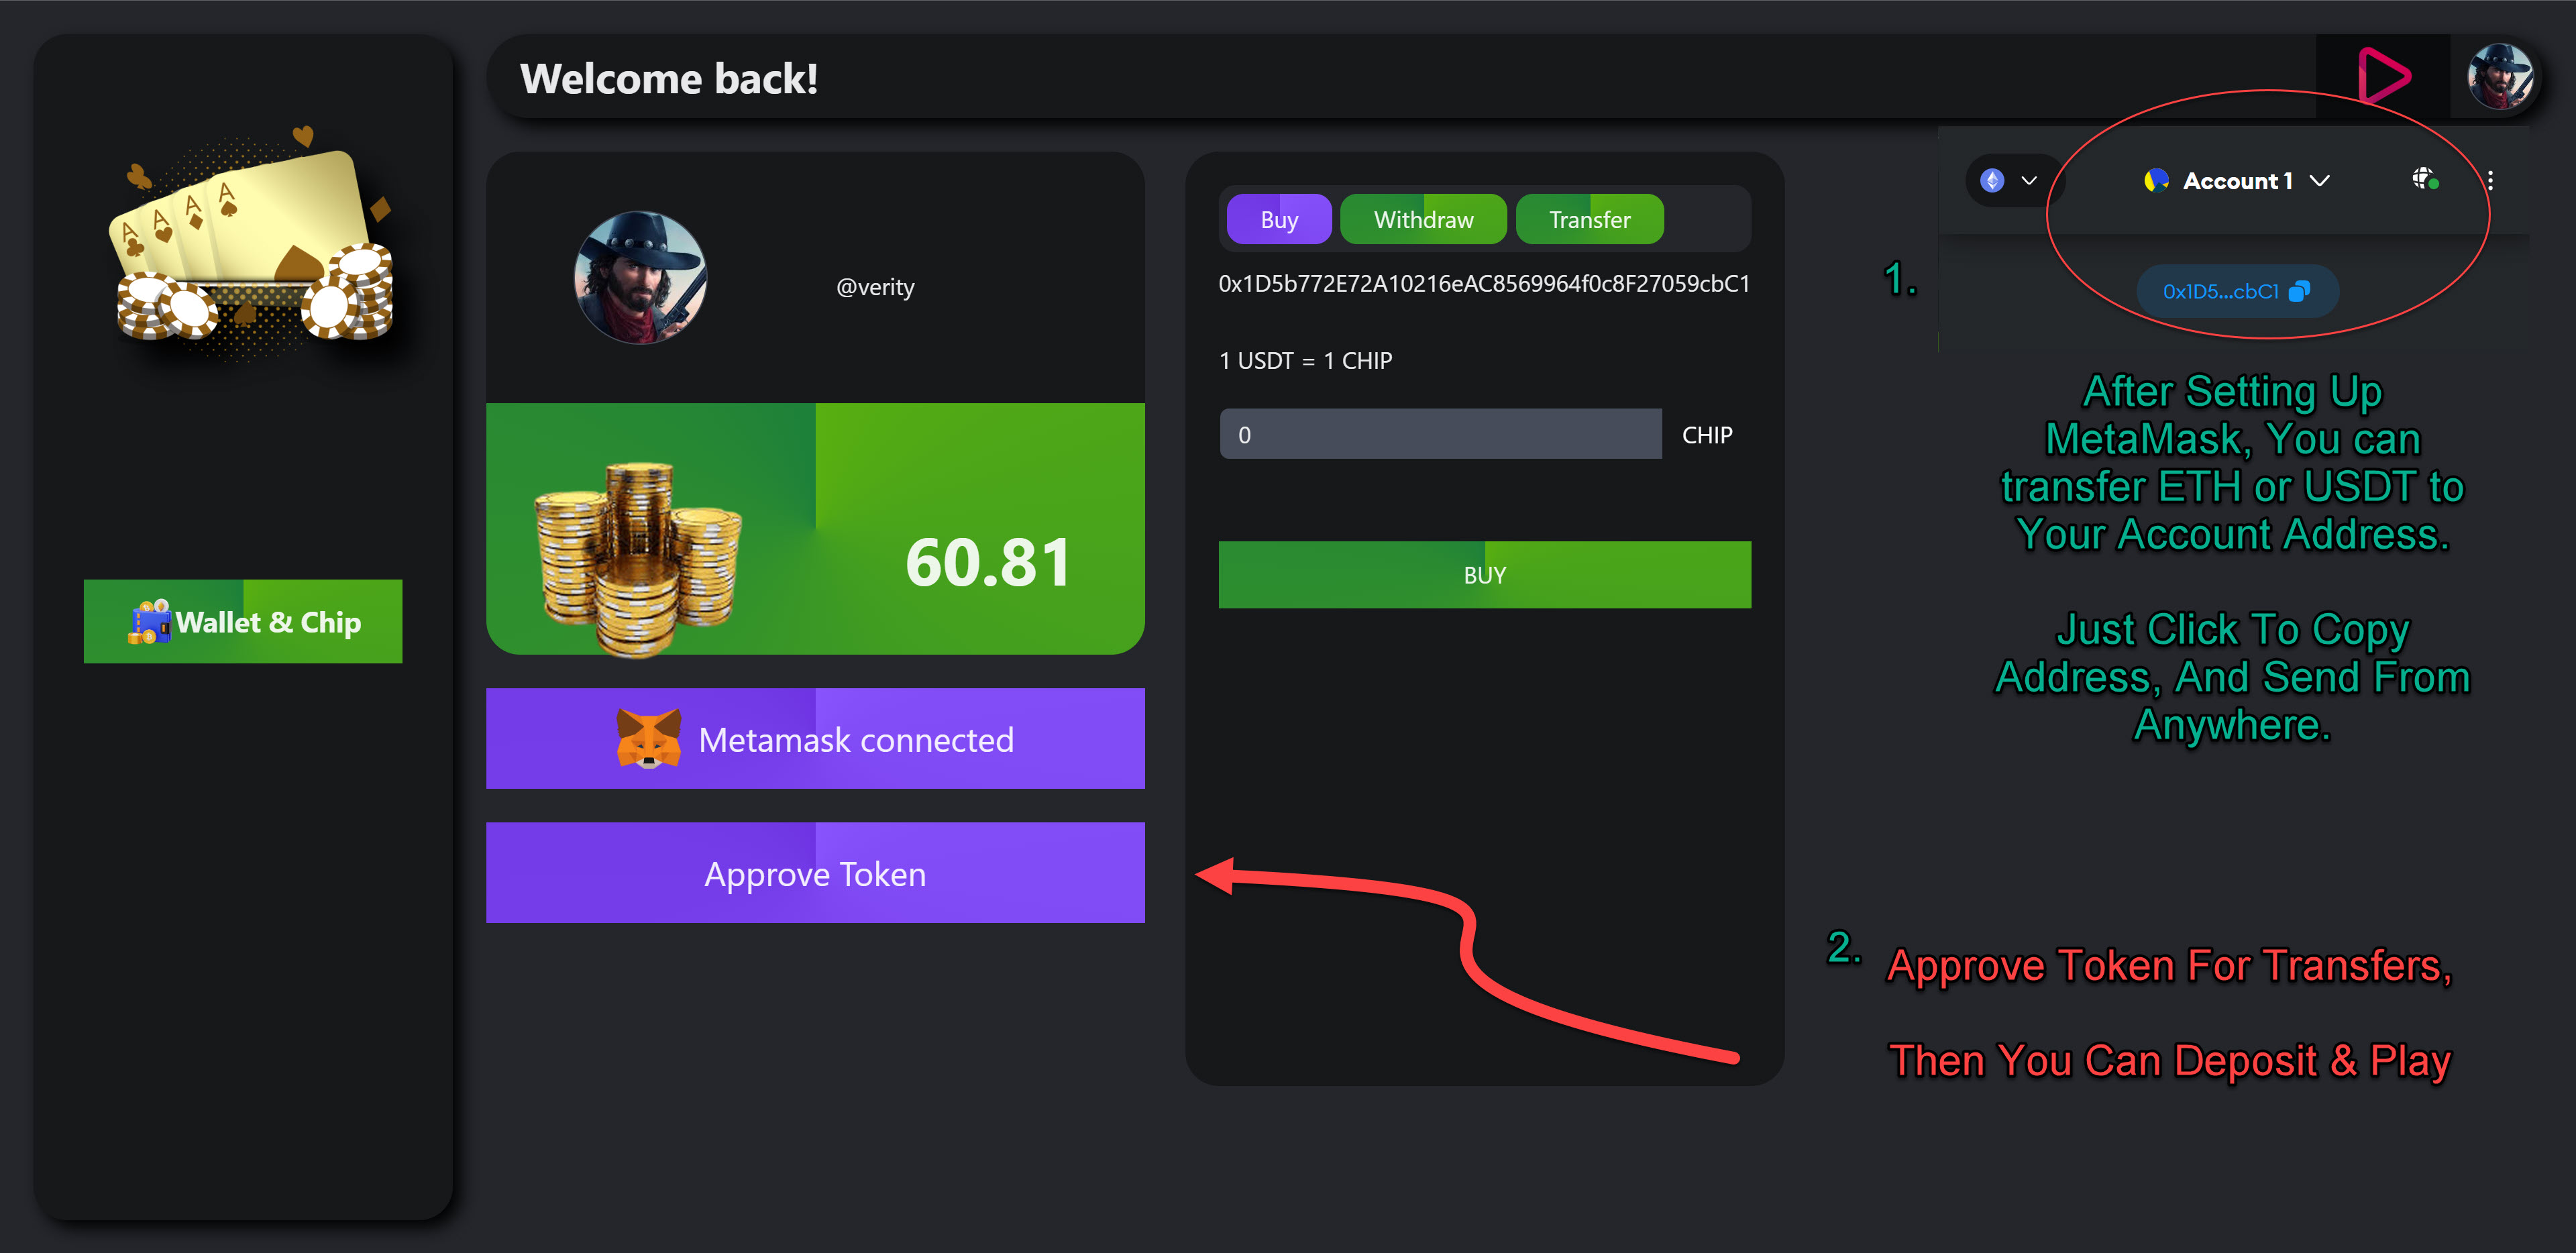 Welcome back!
Account 1
0x1D5...cbC1
@verity
Buy
Withdraw
Transfer
0x1D5b772E72A10216eAC8569964f0c8F27059cbC1
1 USDT = 1 CHIP
0
CHIP
BUY
60.81
Wallet & Chip
Metamask connected
Approve Token
A
A
A
A
1.
After Setting Up
MetaMask, You can
transfer ETH or USDT to
Your Account Address.
Just Click To Copy
Address, And Send From
Anywhere.
2.
Approve Token For Transfers,
Then You Can Deposit & Play